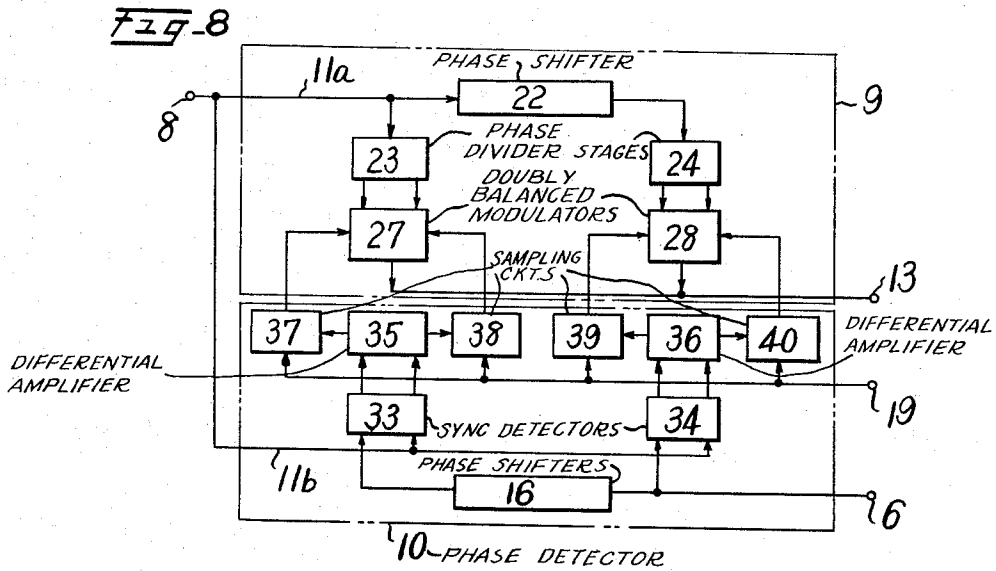 Fig-8
PHASE SHIFTER
11a
22
9
8
PHASE
DIVIDER STAGES
23
24
DOUBLY
BALANCED
MODULATORS
27
28
SAMPLING
CKT.S
13
37
35
38
39
36
40
DIFFERENTIAL
AMPLIFIER
DIFFERENTIAL
AMPLIFIER
19
33
SYNC DETECTORS
34
11b
PHASE SHIFTERS
16
6
10 PHASE DETECTOR